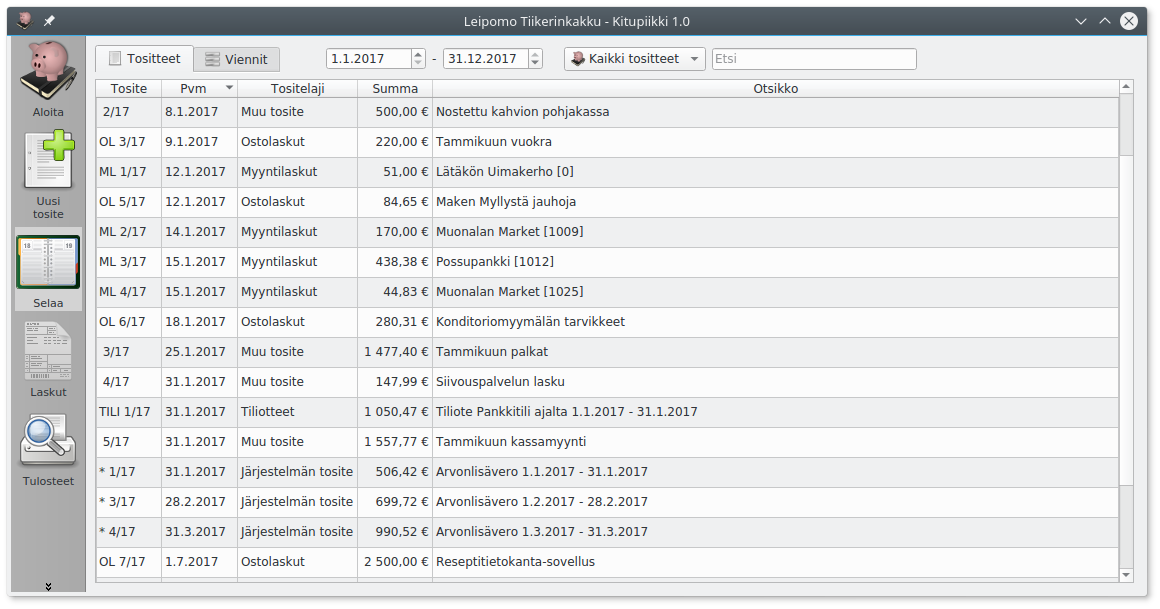 Leipomo Tiikerinkakku - Kitupiikki 1.0
Aloita
Uusi
tosite
Selaa
Laskut
Tulosteet
Tositteet Viennit 1.1.2017 - 31.12.2017 Kaikki tositteet Etsi
Tosite Pvm Tositelaji Summa Otsikko
2/17 8.1.2017 Muu tosite 500,00 € Nostettu kahvion pohjakassa
OL 3/17 9.1.2017 Ostolaskut 220,00 € Tammikuun vuokra
ML 1/17 12.1.2017 Myyntilaskut 51,00 € Lätäkön Uimakerho [0]
OL 5/17 12.1.2017 Ostolaskut 84,65 € Maken Myllystä jauhoja
ML 2/17 14.1.2017 Myyntilaskut 170,00 € Muonalan Market [1009]
ML 3/17 15.1.2017 Myyntilaskut 438,38 € Possupankki [1012]
ML 4/17 15.1.2017 Myyntilaskut 44,83 € Muonalan Market [1025]
OL 6/17 18.1.2017 Ostolaskut 280,31 € Konditoriomyymälän tarvikkeet
3/17 25.1.2017 Muu tosite 1 477,40 € Tammikuun palkat
4/17 31.1.2017 Muu tosite 147,99 € Siivouspalvelun lasku
TILI 1/17 31.1.2017 Tiliotteet 1 050,47 € Tiliote Pankkitili ajalta 1.1.2017 - 31.1.2017
5/17 31.1.2017 Muu tosite 1 557,77 € Tammikuun kassamyynti
* 1/17 31.1.2017 Järjestelmän tosite 506,42 € Arvonlisävero 1.1.2017 - 31.1.2017
* 3/17 28.2.2017 Järjestelmän tosite 699,72 € Arvonlisävero 1.2.2017 - 28.2.2017
* 4/17 31.3.2017 Järjestelmän tosite 990,52 € Arvonlisävero 1.3.2017 - 31.3.2017
OL 7/17 1.7.2017 Ostolaskut 2 500,00 € Reseptitietokanta-sovellus